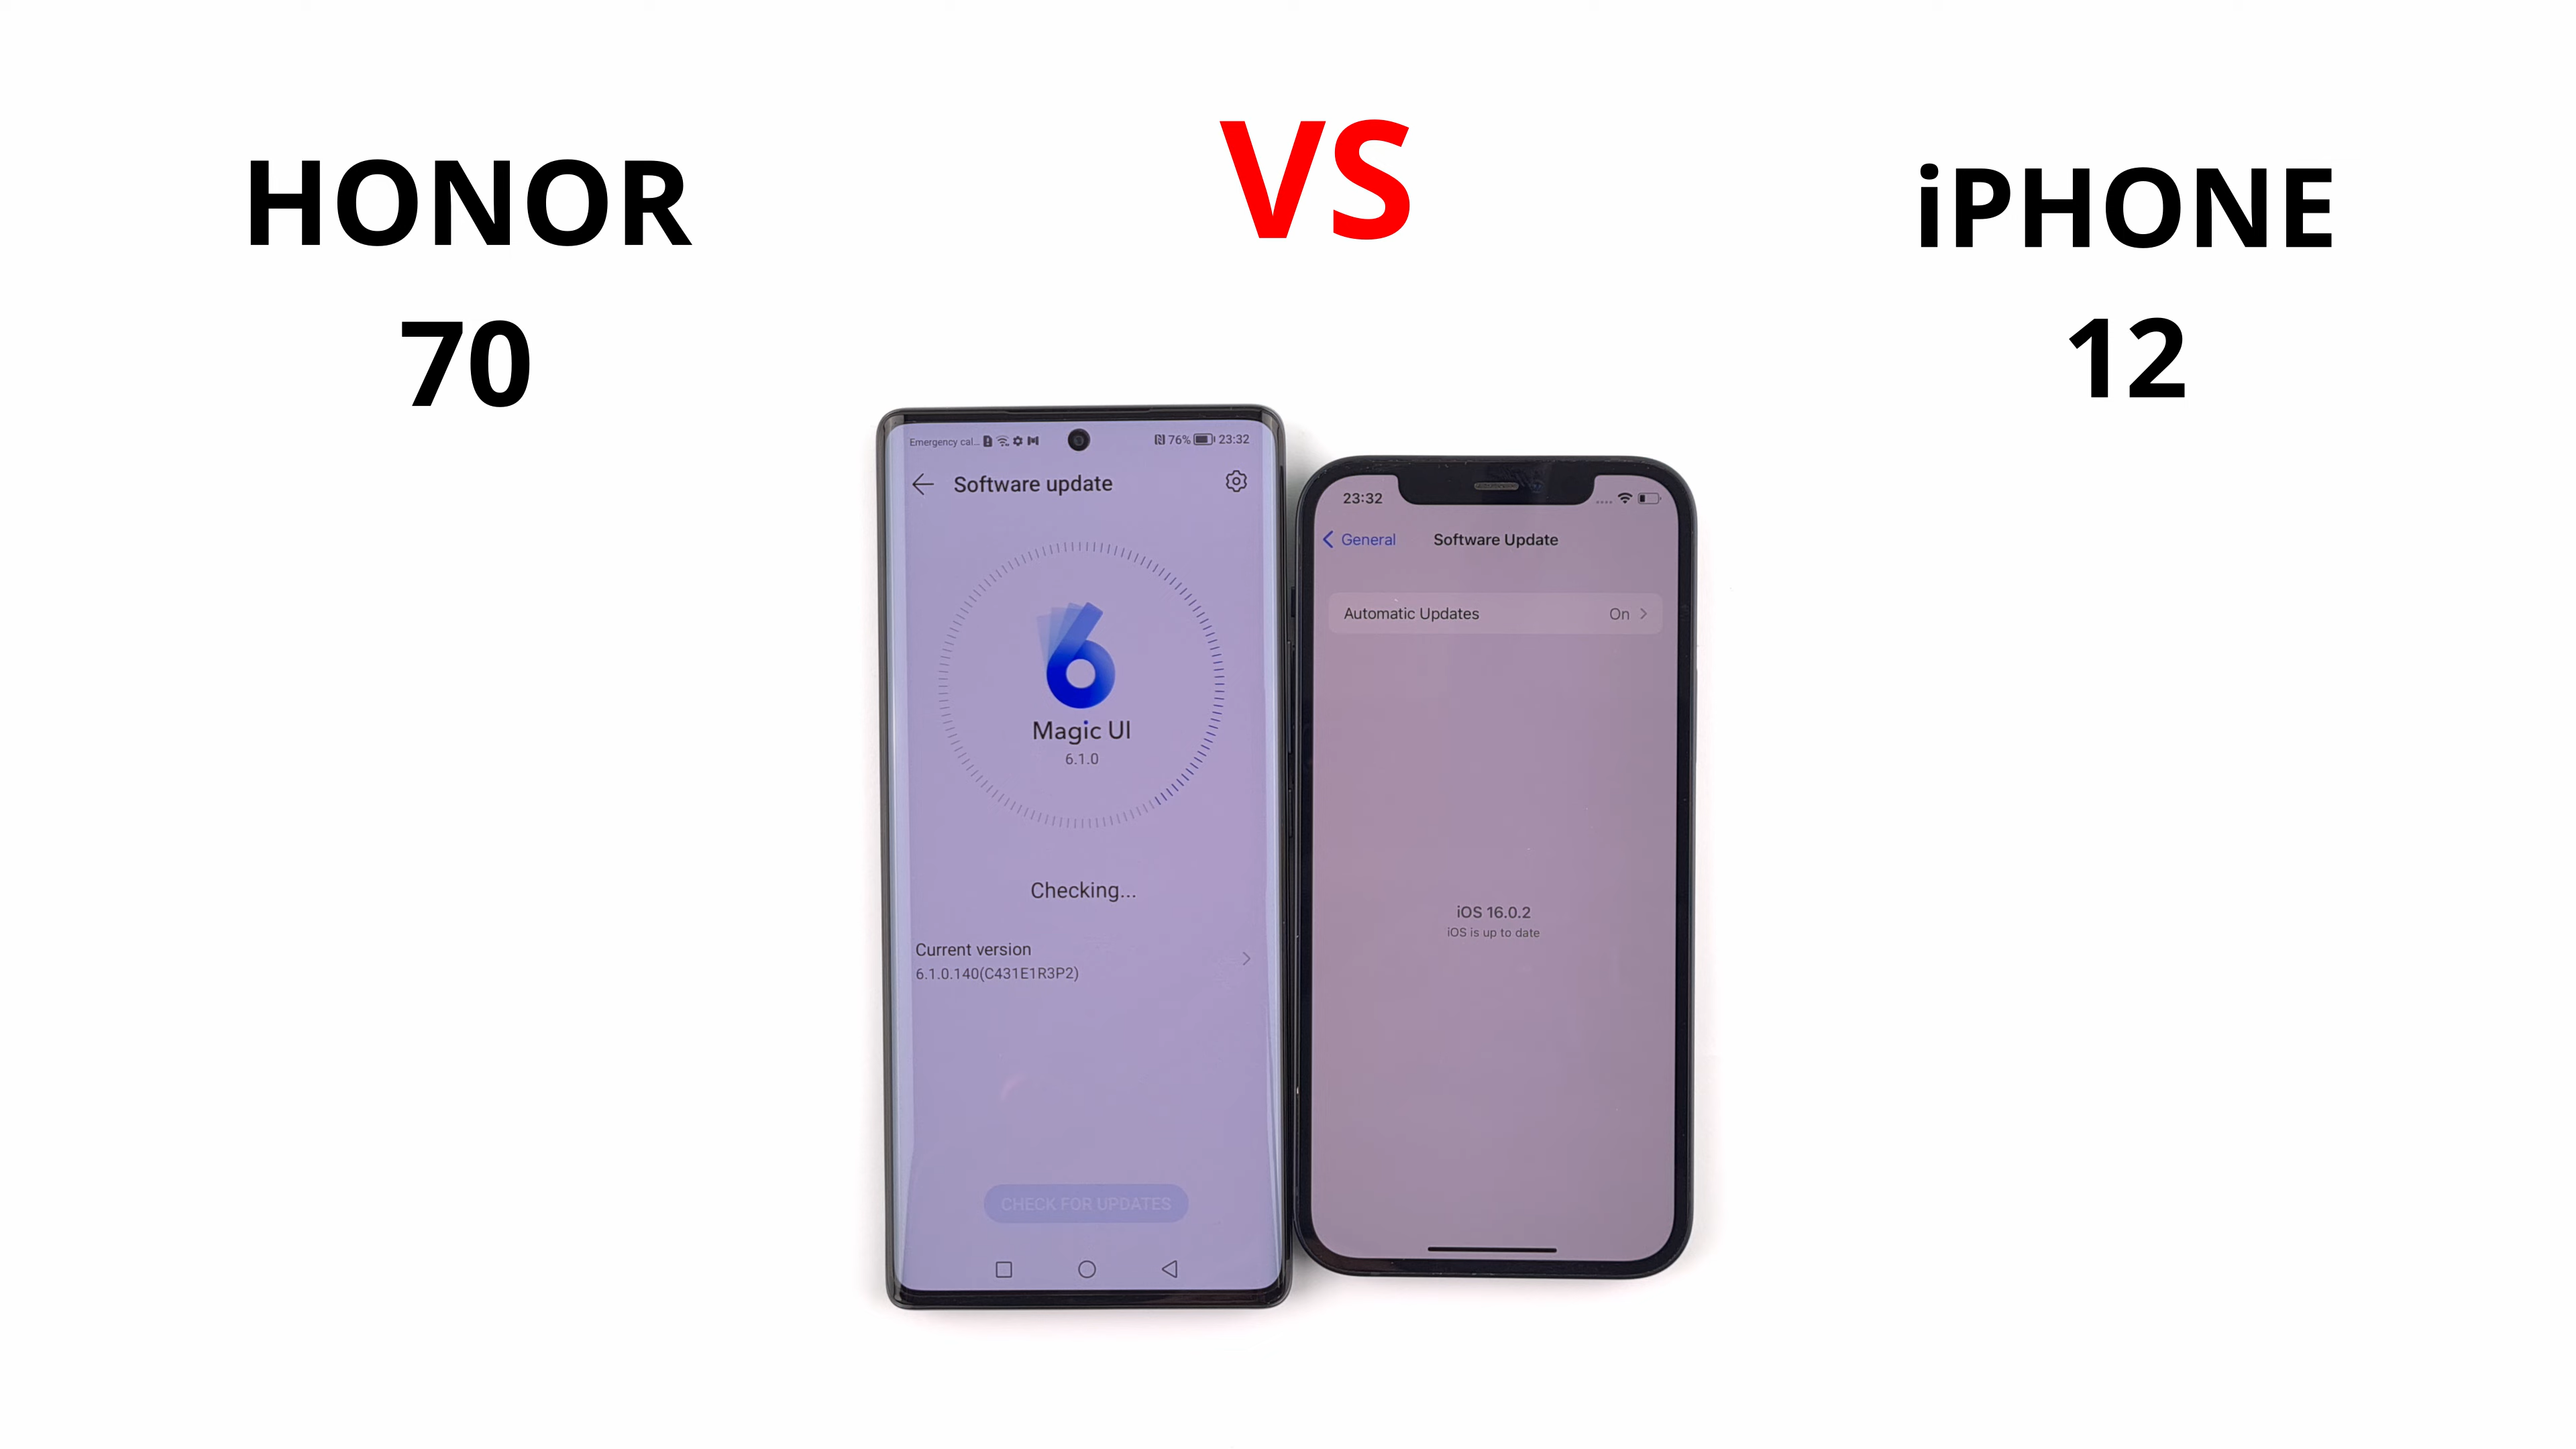 HONOR
70
VS
iPHONE
12
Emergency cal...
76% 23:32
Software update
6
Magic UI
6.1.0
Checking...
Current version
6.1.0.140(C431E1R3P2)
CHECK FOR UPDATES
23:32
General
Software Update
Automatic Updates On
iOS 16.0.2
iOS is up to date